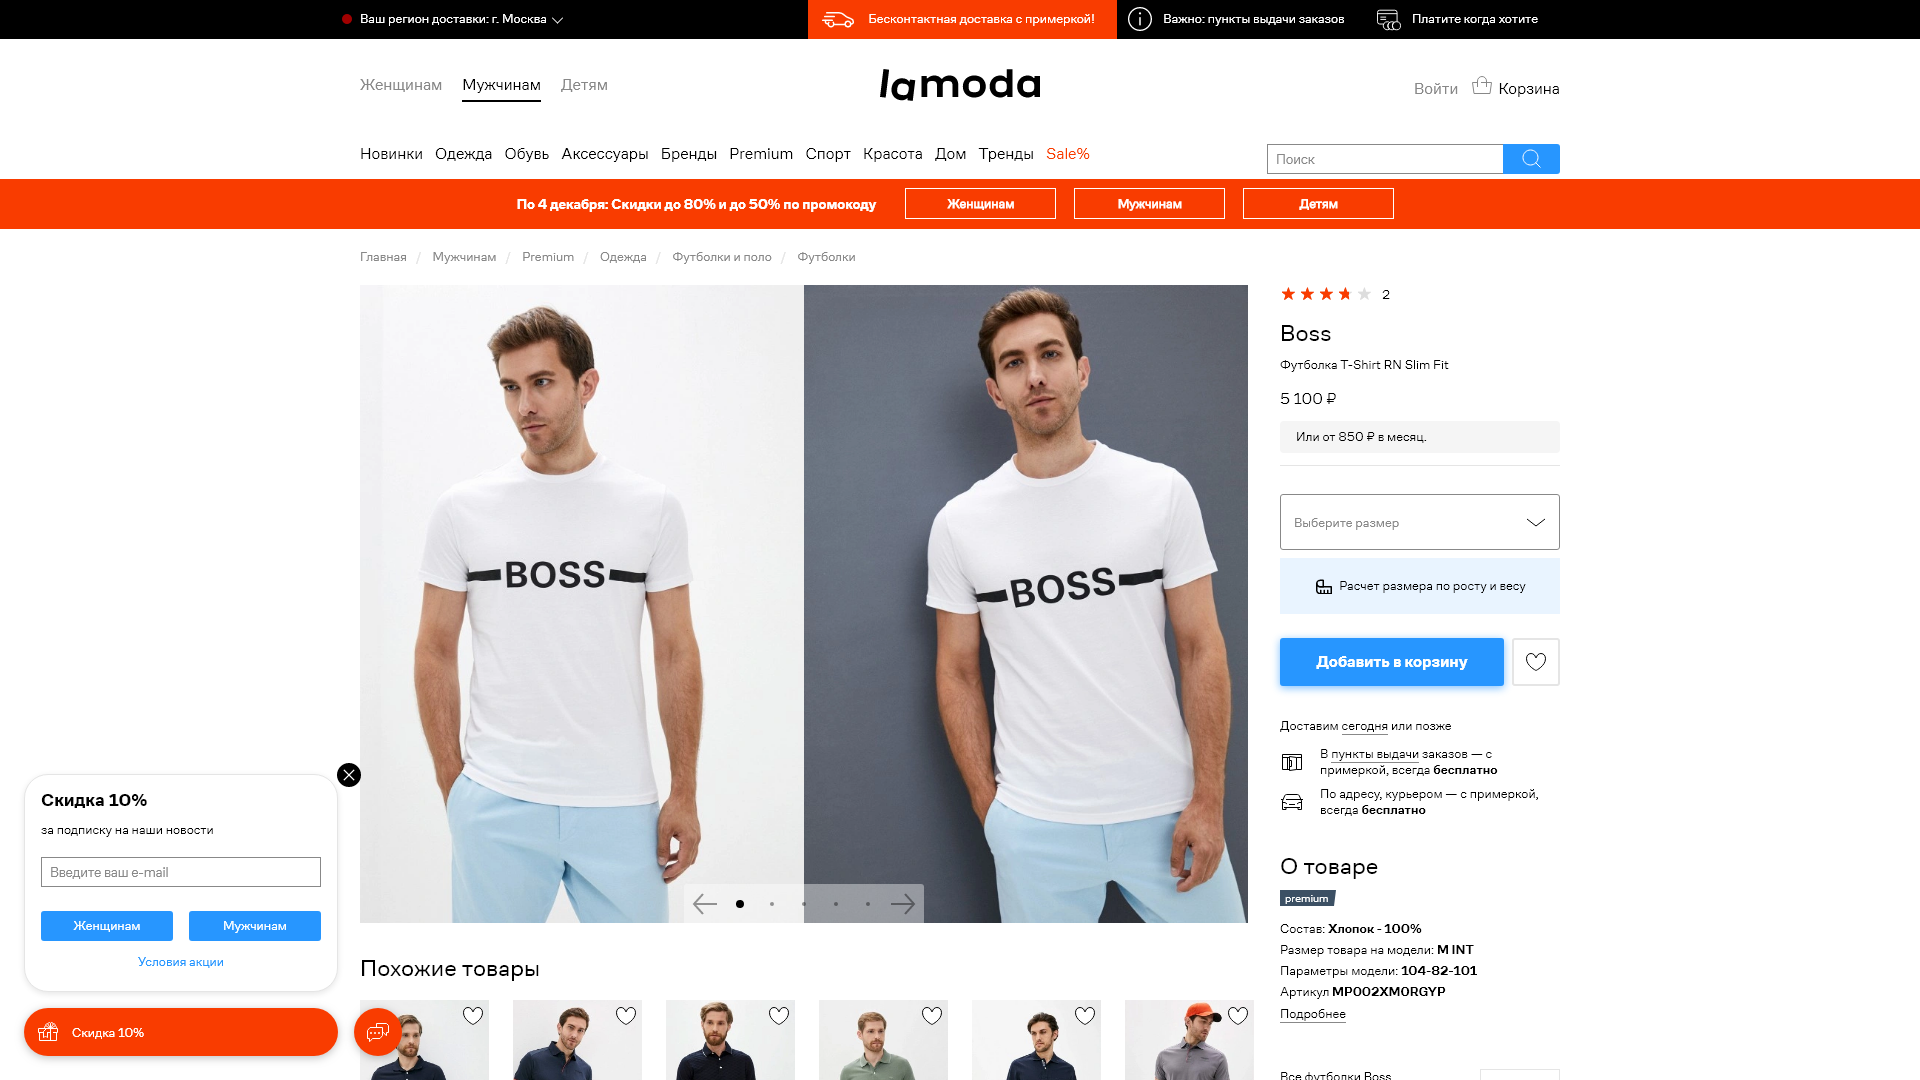 Ваш регион доставки: г. Москва
Бесконтактная доставка с примеркой!
Важно: пункты выдачи заказов
Платите когда хотите
Женщинам Мужчинам Детям
lamoda
Войти Корзина
Новинки Одежда Обувь Аксессуары Бренды Premium Спорт Красота Дом Тренды Sale%
Поиск
По 4 декабря: Скидки до 80% и до 50% по промокоду
Женщинам
Мужчинам
Детям
Главная / Мужчинам / Premium / Одежда / Футболки и поло / Футболки
BOSS
BOSS
2
Boss
Футболка T-Shirt RN Slim Fit
5 100 ₽
Или от 850 ₽ в месяц.
Выберите размер
Расчет размера по росту и весу
Добавить в корзину
Доставим сегодня или позже
В пункты выдачи заказов — с
примеркой, всегда бесплатно
По адресу, курьером — с примеркой,
всегда бесплатно
О товаре
premium
Состав: Хлопок - 100%
Размер товара на модели: M INT
Параметры модели: 104-82-101
Артикул MP002XM0RGYP
Подробнее
Все футболки Boss
Похожие товары
Скидка 10%
за подписку на наши новости
Введите ваш e-mail
Женщинам
Мужчинам
Условия акции
Скидка 10%